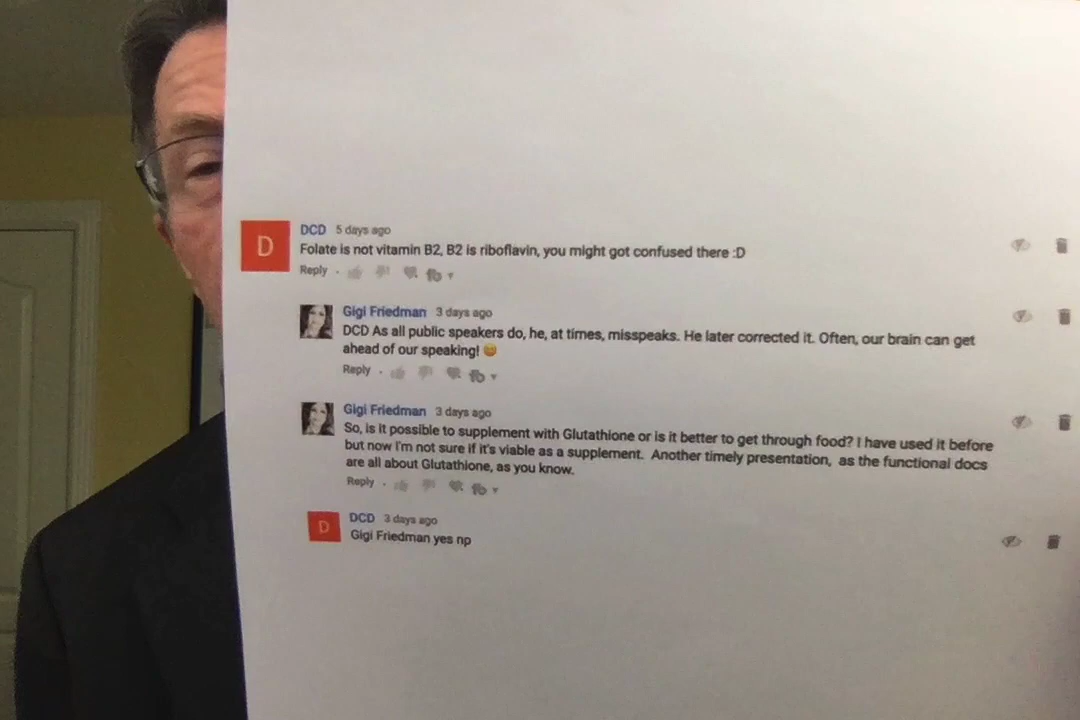 D
DCD 5 days ago
Folate is not vitamin B2, B2 is riboflavin, you might got confused there :D
Reply
Gigi Friedman 3 days ago
DCD As all public speakers do, he, at times, misspeaks. He later corrected it. Often, our brain can get
ahead of our speaking! 😀
Reply
Gigi Friedman 3 days ago
So, is it possible to supplement with Glutathione or is it better to get through food? I have used it before
but now I'm not sure if it's viable as a supplement. Another timely presentation, as the functional docs
are all about Glutathione, as you know.
Reply
D
DCD 3 days ago
Gigi Friedman yes np